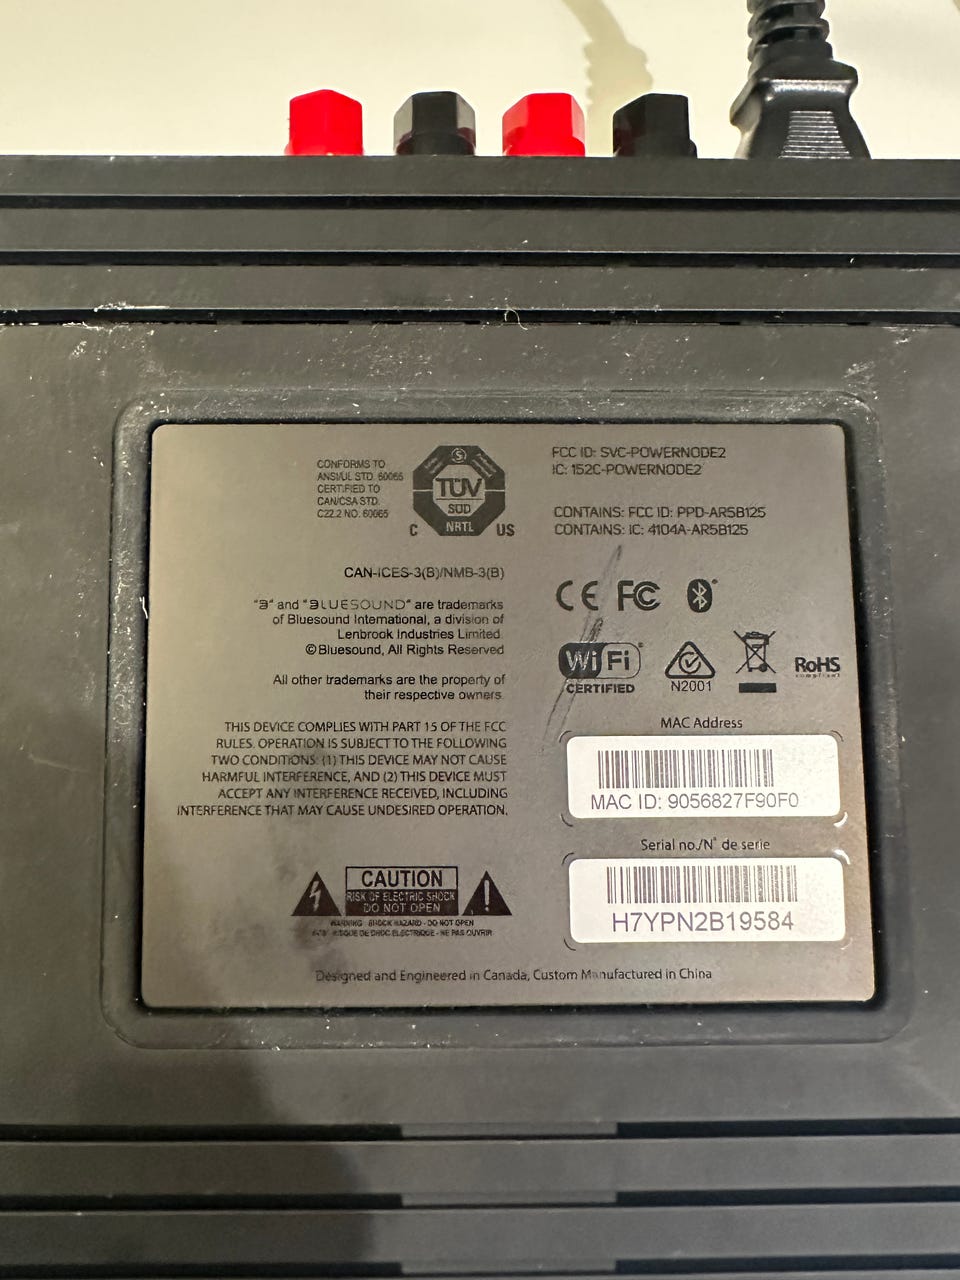 CONFORMS TO
ANSI/UL STD. 60065
CERTIFIED TO
CAN/CSA STD.
C22.2 NO. 60065
TÜV
SÜD
NRTL
C US
FCC ID: SVC-POWERNODE2
IC: 152C-POWERNODE2
CONTAINS: FCC ID: PPD-AR5B125
CONTAINS: IC: 4104A-AR5B125
CAN-ICES-3(B)/NMB-3(B)
"B" and "BLUESOUND" are trademarks
of Bluesound International, a division of
Lenbrook Industries Limited
© Bluesound, All Rights Reserved
All other trademarks are the property of
their respective owners
THIS DEVICE COMPLIES WITH PART 15 OF THE FCC
RULES. OPERATION IS SUBJECT TO THE FOLLOWING
TWO CONDITIONS: (1) THIS DEVICE MAY NOT CAUSE
HARMFUL INTERFERENCE, AND (2) THIS DEVICE MUST
ACCEPT ANY INTERFERENCE RECEIVED, INCLUDING
INTERFERENCE THAT MAY CAUSE UNDESIRED OPERATION.
CE FC
Wi Fi
CERTIFIED
N2001
RoHS
compliant
MAC Address
MAC ID: 9056827F90F0
Serial no./N° de serie
H7YPN2B19584
CAUTION
RISK OF ELECTRIC SHOCK
DO NOT OPEN
WARNING: SHOCK HAZARD - DO NOT OPEN
RISQUE DE CHOC ELECTRIQUE - NE PAS OUVRIR
Designed and Engineered in Canada, Custom Manufactured in China